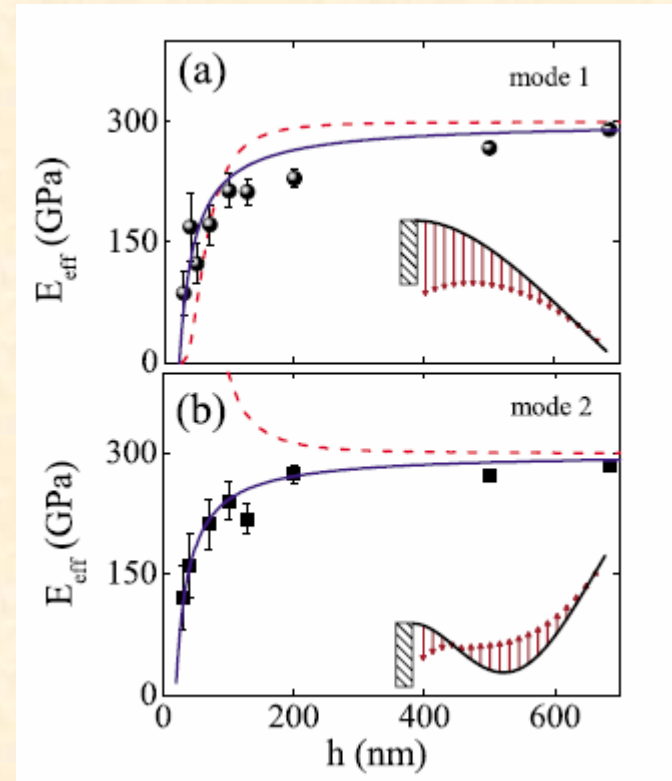 (a)
mode 1
300
150
0
E_eff (GPa)
(b)
mode 2
300
150
0
E_eff (GPa)
0
200
400
600
h (nm)